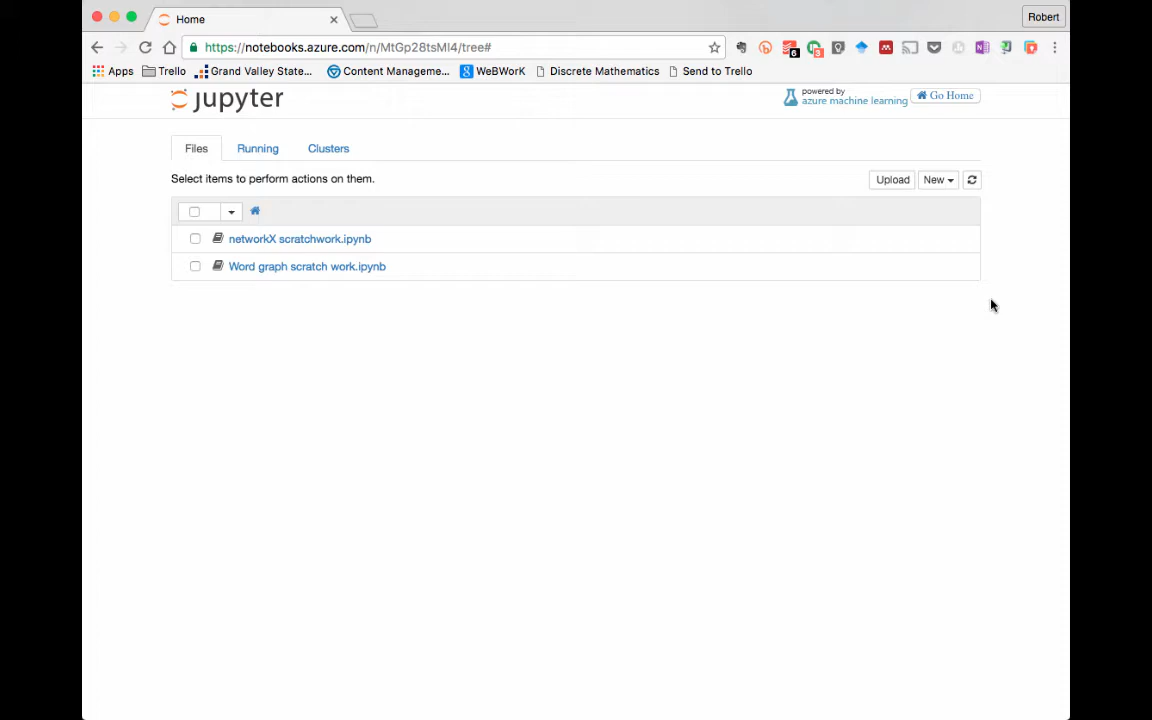 Home
Robert
https://notebooks.azure.com/n/MtGp28tsMI4/tree#
6
Apps Trello Grand Valley State... Content Manageme... WeBWorK Discrete Mathematics Send to Trello
jupyter
powered by
azure machine learning
Go Home
Files Running Clusters
Select items to perform actions on them.
Upload New
networkX scratchwork.ipynb
Word graph scratch work.ipynb